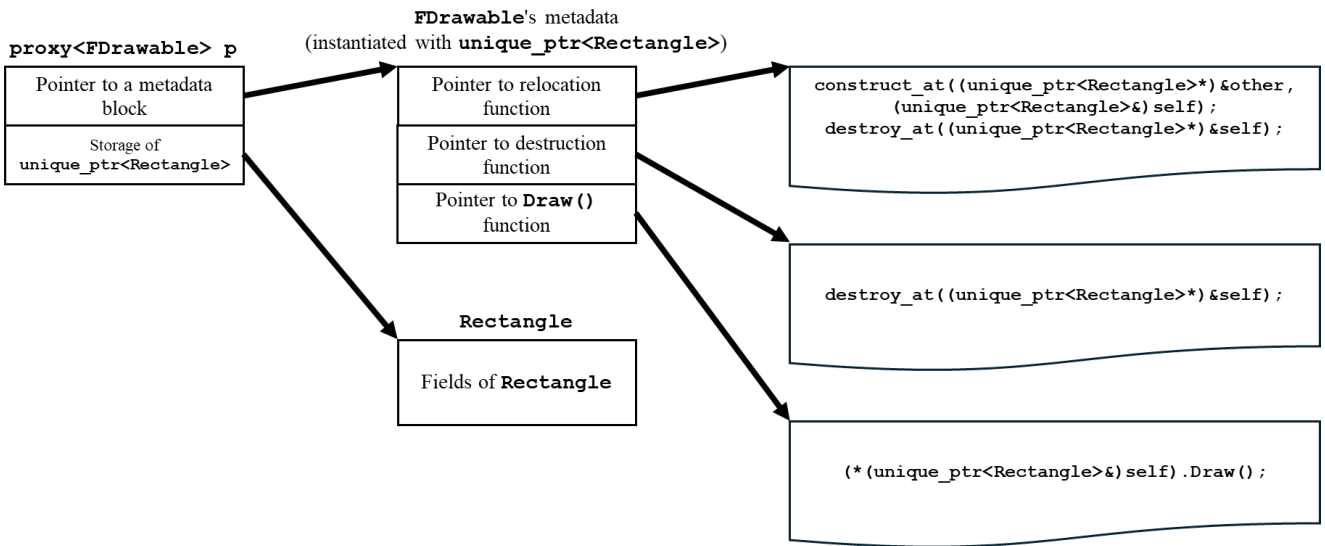 FDrawable's metadata
(instantiated with unique_ptr<Rectangle>)
proxy<FDrawable> p
Pointer to a metadata
block
Storage of
unique_ptr<Rectangle>
Pointer to relocation
function
Pointer to destruction
function
Pointer to Draw()
function
Rectangle
Fields of Rectangle
construct_at((unique_ptr<Rectangle>*)&other,
(unique_ptr<Rectangle>&)self);
destroy_at((unique_ptr<Rectangle>*)&self);
destroy_at((unique_ptr<Rectangle>*)&self);
(*(unique_ptr<Rectangle>&)self).Draw();